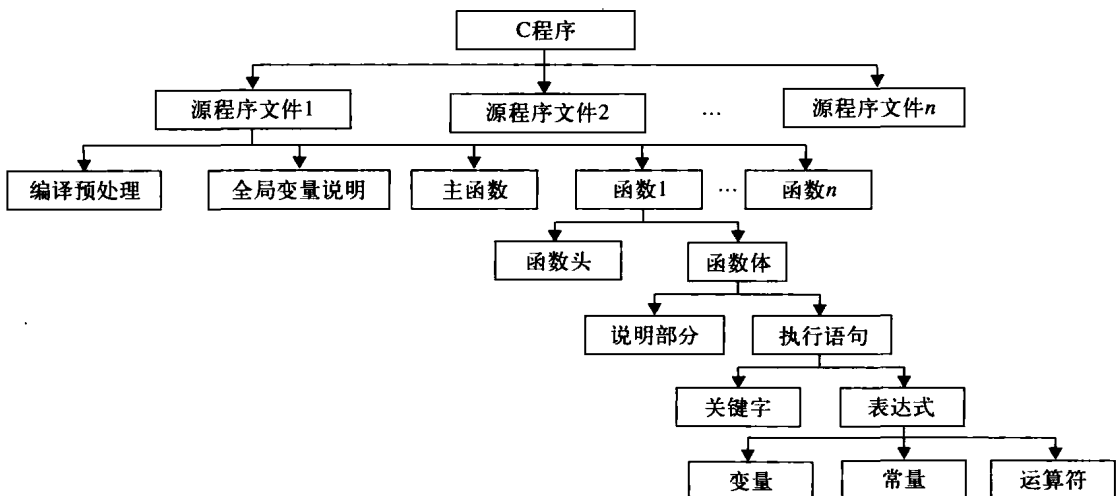 C程序
源程序文件1
源程序文件2
…
源程序文件n
编译预处理
全局变量说明
主函数
函数1
…
函数n
函数头
函数体
说明部分
执行语句
关键字
表达式
变量
常量
运算符